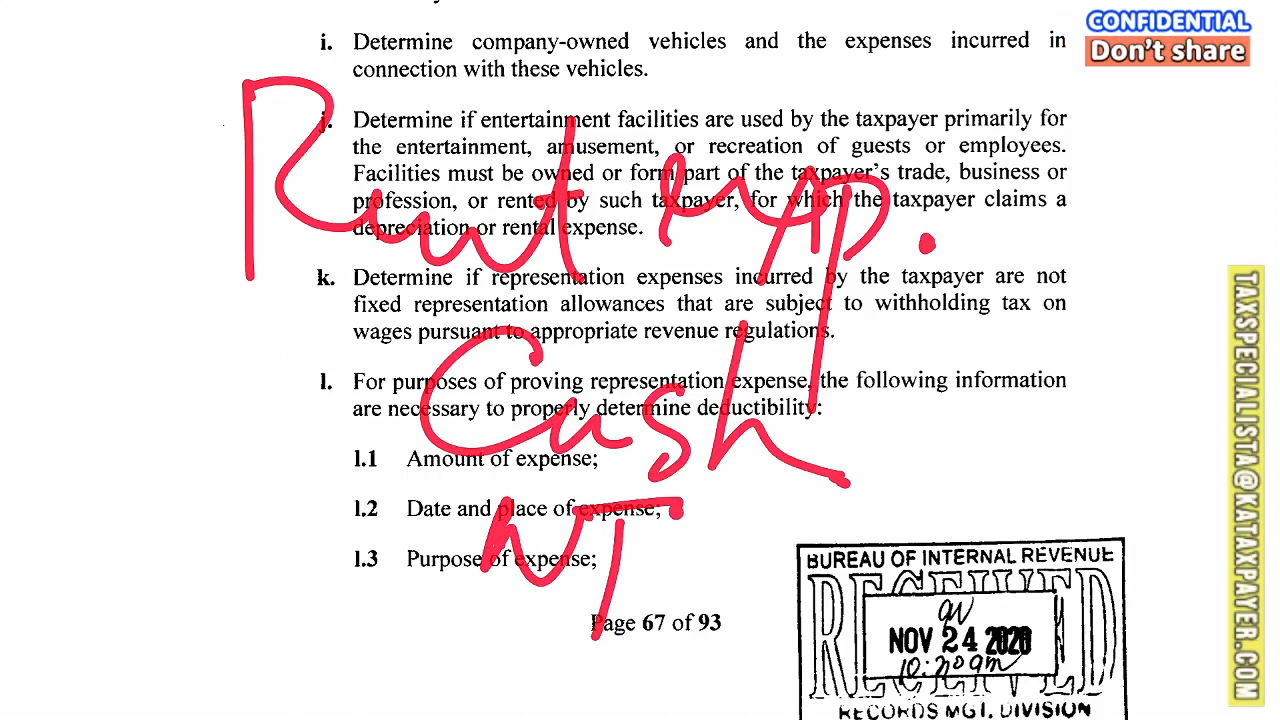 CONFIDENTIAL
Don't share
i. Determine company-owned vehicles and the expenses incurred in
connection with these vehicles.
j. Determine if entertainment facilities are used by the taxpayer primarily for
the entertainment, amusement, or recreation of guests or employees.
Facilities must be owned or form part of the taxpayer's trade, business or
profession, or rented by such taxpayer, for which the taxpayer claims a
depreciation or rental expense.
k. Determine if representation expenses incurred by the taxpayer are not
fixed representation allowances that are subject to withholding tax on
wages pursuant to appropriate revenue regulations.
l. For purposes of proving representation expense, the following information
are necessary to properly determine deductibility:
l.1 Amount of expense;
l.2 Date and place of expense;
l.3 Purpose of expense;
Page 67 of 93
Rent exp.
Cash
NT
BUREAU OF INTERNAL REVENUE
RECEIVED
NOV 24 2020
10:20 am
RECORDS MGT. DIVISION
TAXSPECIALISTA@KATAXPAYER.COM